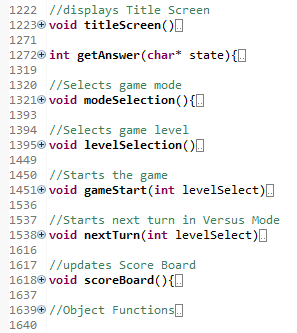 1222 //displays Title Screen
1223 void titleScreen()
1271
1272 int getAnswer(char* state){
1319
1320 //Selects game mode
1321 void modeSelection(){
1393
1394 //Selects game level
1395 void levelSelection()
1449
1450 //Starts the game
1451 void gameStart(int levelSelect)
1536
1537 //Starts next turn in Versus Mode
1538 void nextTurn(int levelSelect)
1616
1617 //updates Score Board
1618 void scoreBoard(){
1637
1639 //Object Functions
1640